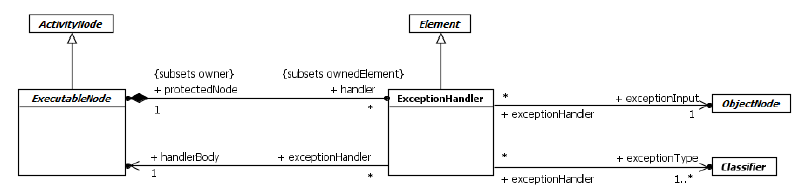 ActivityNode
Element
{subsets owner}
{subsets ownedElement}
+ protectedNode
+ handler
1
*
ExecutableNode
ExceptionHandler
*
+ exceptionInput
+ exceptionHandler
1
ObjectNode
+ handlerBody
+ exceptionHandler
1
*
*
+ exceptionType
+ exceptionHandler
1..*
Classifier